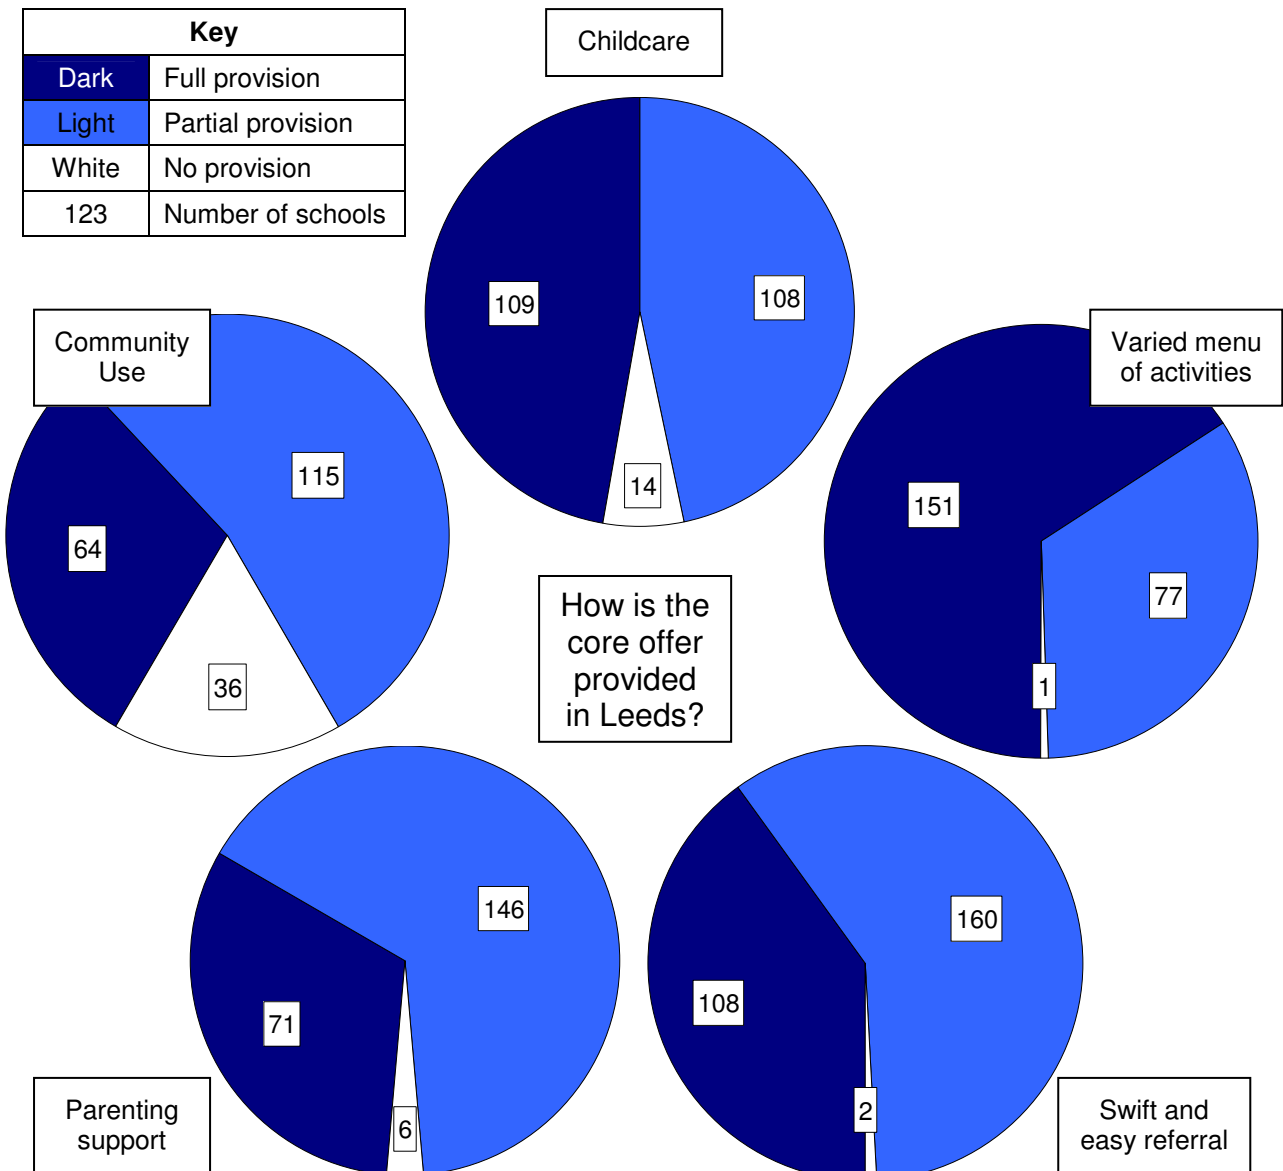 Key
Dark Full provision
Light Partial provision
White No provision
123 Number of schools
Childcare
109
108
14
Community
Use
115
64
36
Varied menu
of activities
151
77
1
How is the
core offer
provided
in Leeds?
146
71
6
Parenting
support
160
108
2
Swift and
easy referral